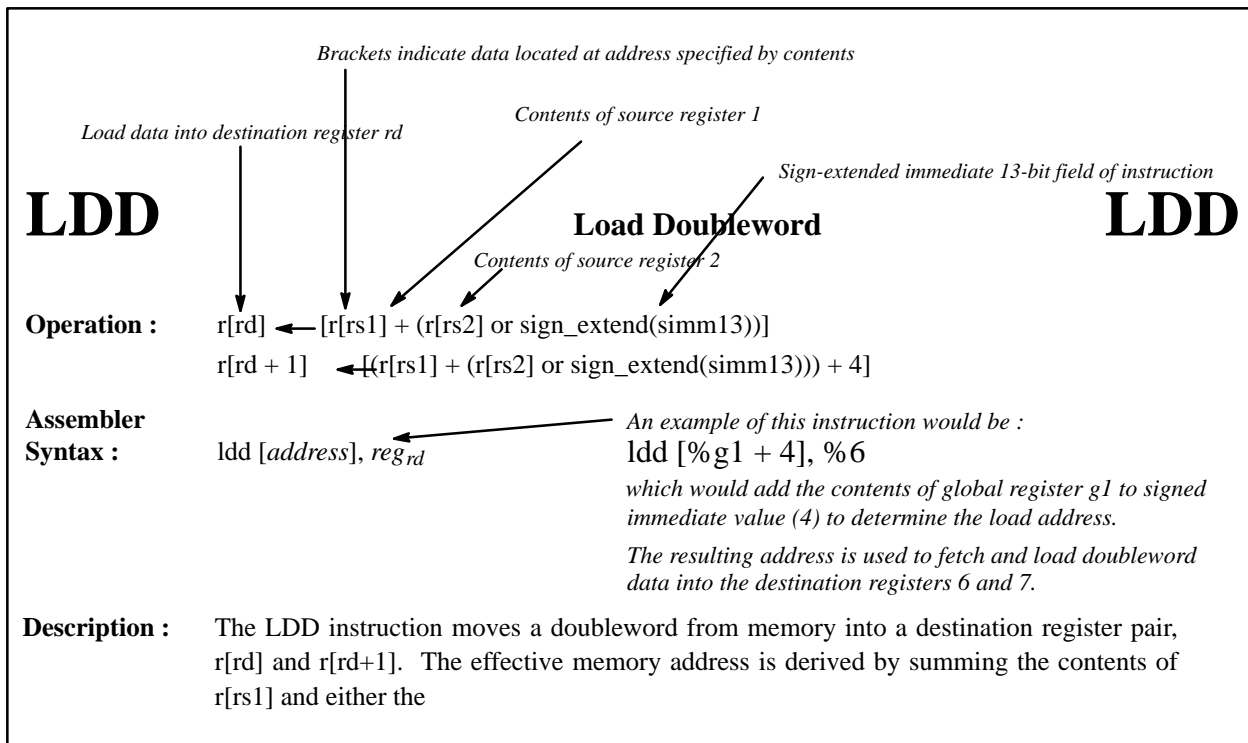 Brackets indicate data located at address specified by contents
Contents of source register 1
Load data into destination register rd
Sign-extended immediate 13-bit field of instruction
LDD Load Doubleword LDD
Contents of source register 2
Operation : r[rd] [r[rs1] + (r[rs2] or sign_extend(simm13))]
r[rd + 1] [(r[rs1] + (r[rs2] or sign_extend(simm13))) + 4]
Assembler
Syntax : ldd [address], regrd
An example of this instruction would be :
ldd [%g1 + 4], %6
which would add the contents of global register g1 to signed
immediate value (4) to determine the load address.
The resulting address is used to fetch and load doubleword
data into the destination registers 6 and 7.
Description : The LDD instruction moves a doubleword from memory into a destination register pair,
r[rd] and r[rd+1]. The effective memory address is derived by summing the contents of
r[rs1] and either the